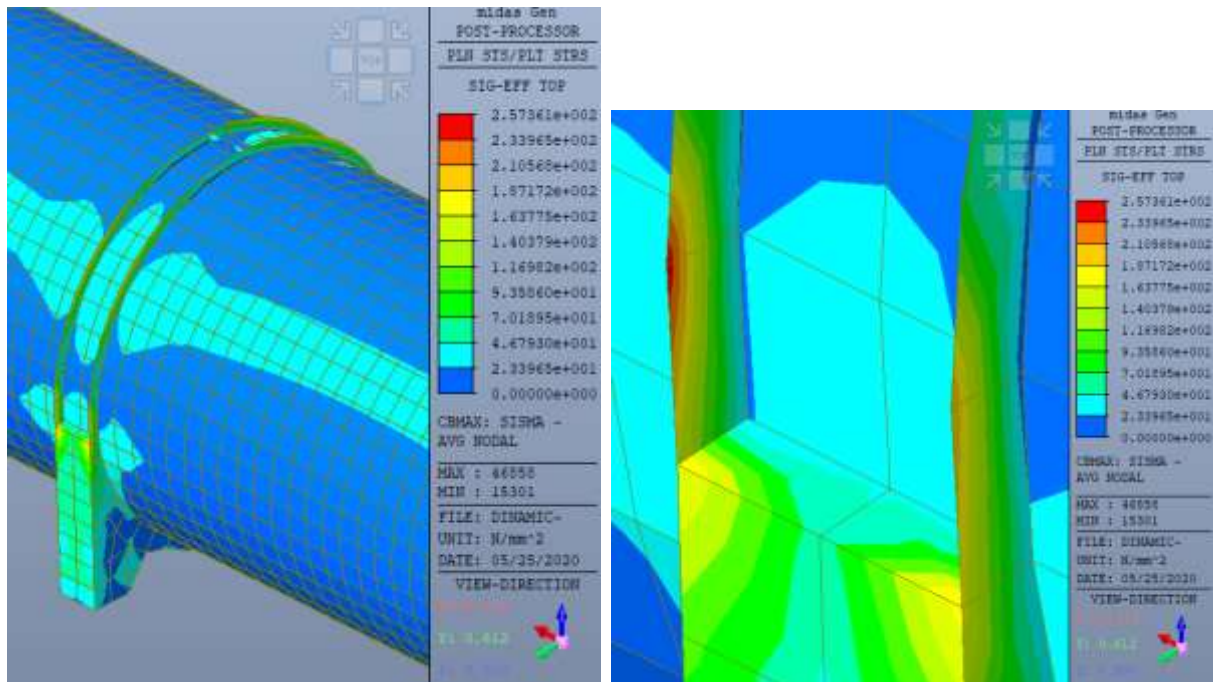 midas Gen
POST-PROCESSOR
PLN STS/PLT STRS
SIG-EFF TOP
2.57361e+002
2.33965e+002
2.10568e+002
1.87172e+002
1.63775e+002
1.40379e+002
1.16982e+002
9.35860e+001
7.01895e+001
4.67930e+001
2.33965e+001
0.00000e+000
CBMAX: SISMA -
AVG NODAL
MAX : 46858
MIN : 15301
FILE: DINAMIC~
UNIT: N/mm^2
DATE: 05/25/2020
VIEW-DIRECTION
midas Gen
POST-PROCESSOR
PLN STS/PLT STRS
SIG-EFF TOP
2.57361e+002
2.33965e+002
2.10568e+002
1.87172e+002
1.63775e+002
1.40379e+002
1.16982e+002
9.35860e+001
7.01895e+001
4.67930e+001
2.33965e+001
0.00000e+000
CBMAX: SISMA -
AVG NODAL
MAX : 46858
MIN : 15301
FILE: DINAMIC~
UNIT: N/mm^2
DATE: 05/25/2020
VIEW-DIRECTION